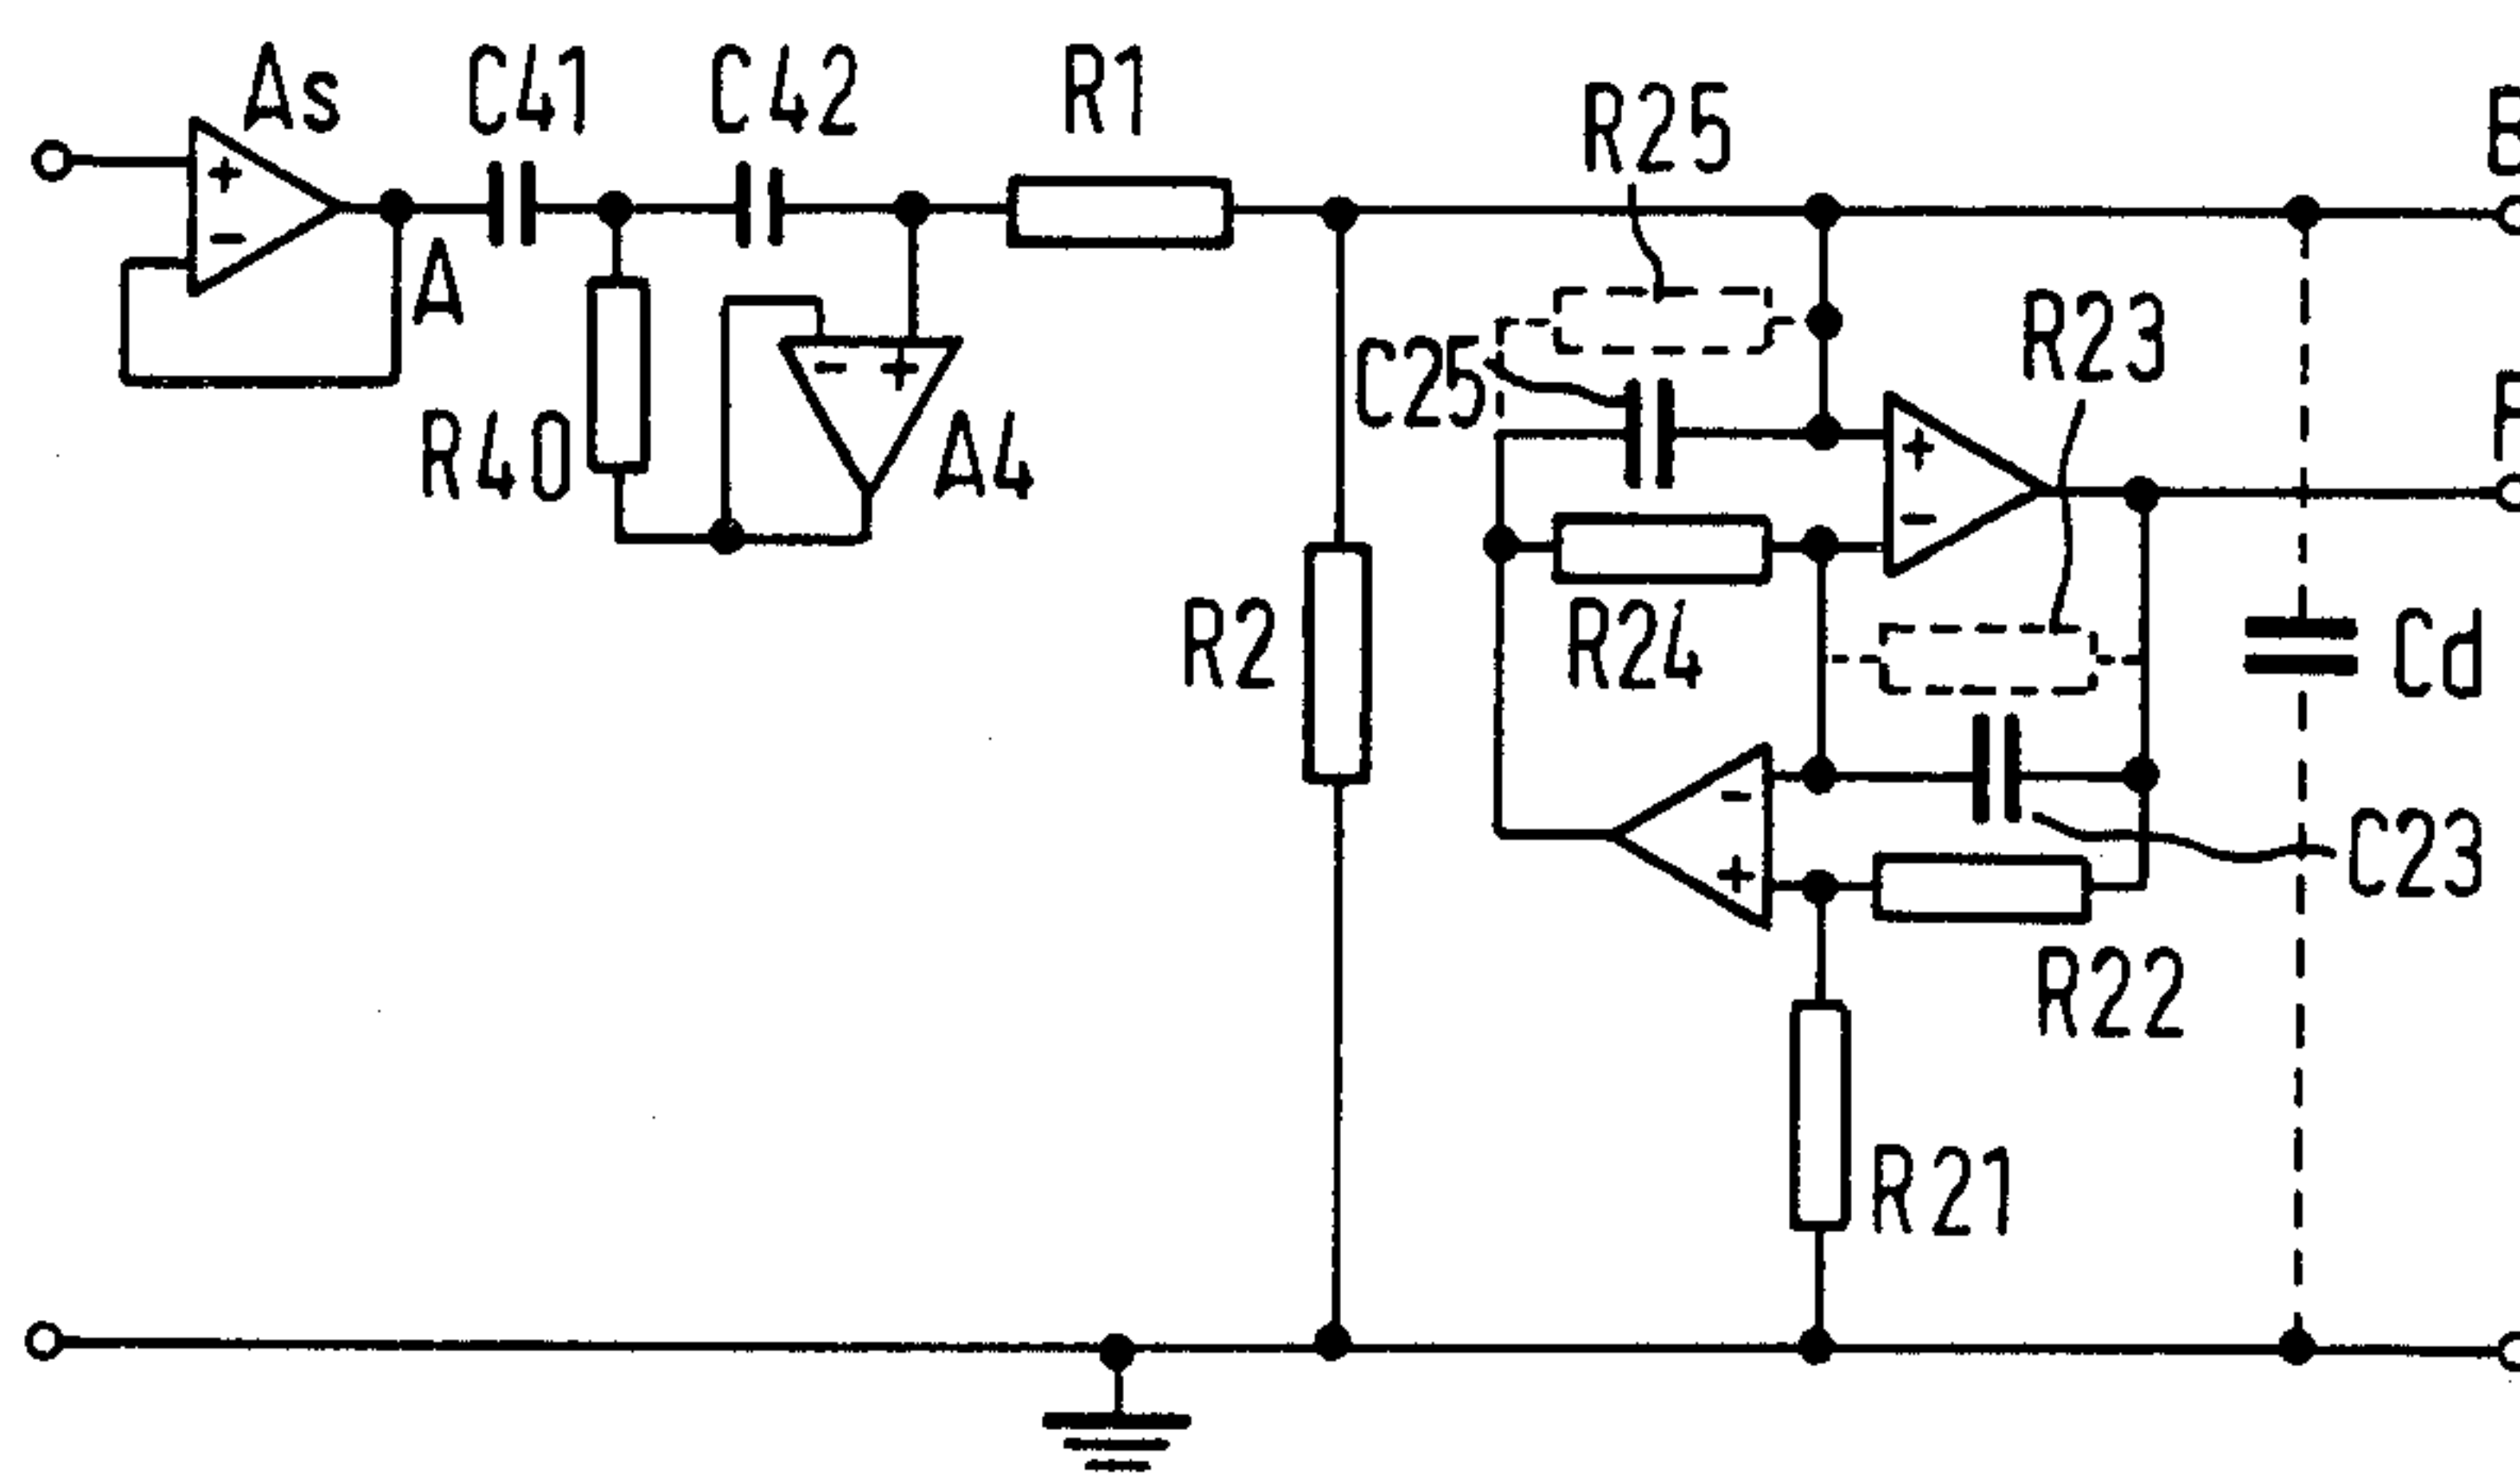 As
C41
C42
R1
R25
A
R40
A4
C25
R23
R2
R24
Cd
C23
R22
R21
+
-
+
-
+
-
+
-